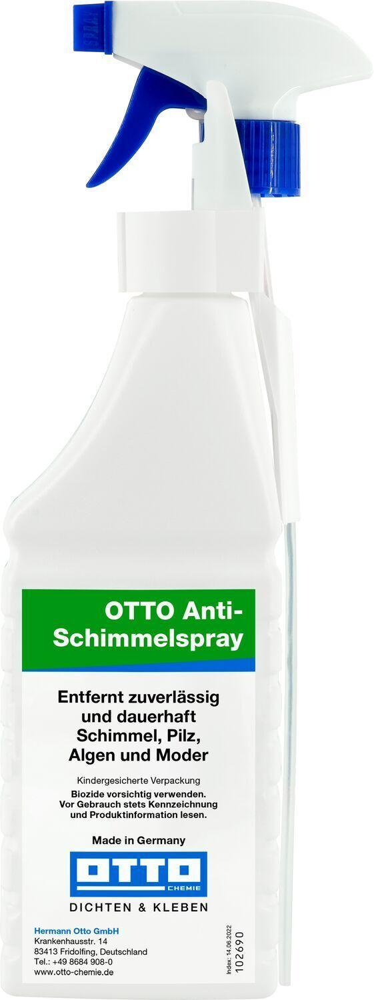 SPRAY
OTTO Anti-
Schimmelspray
Entfernt zuverlässig
und dauerhaft
Schimmel, Pilz,
Algen und Moder
Kindergesicherte Verpackung
Biozide vorsichtig verwenden.
Vor Gebrauch stets Kennzeichnung
und Produktinformation lesen.
Made in Germany
OTTO
CHEMIE
DICHTEN & KLEBEN
Hermann Otto GmbH
Krankenhausstr. 14
83413 Fridolfing, Deutschland
Tel.: +49 8684 908-0
www.otto-chemie.de
Index: 14.06.2022
102690